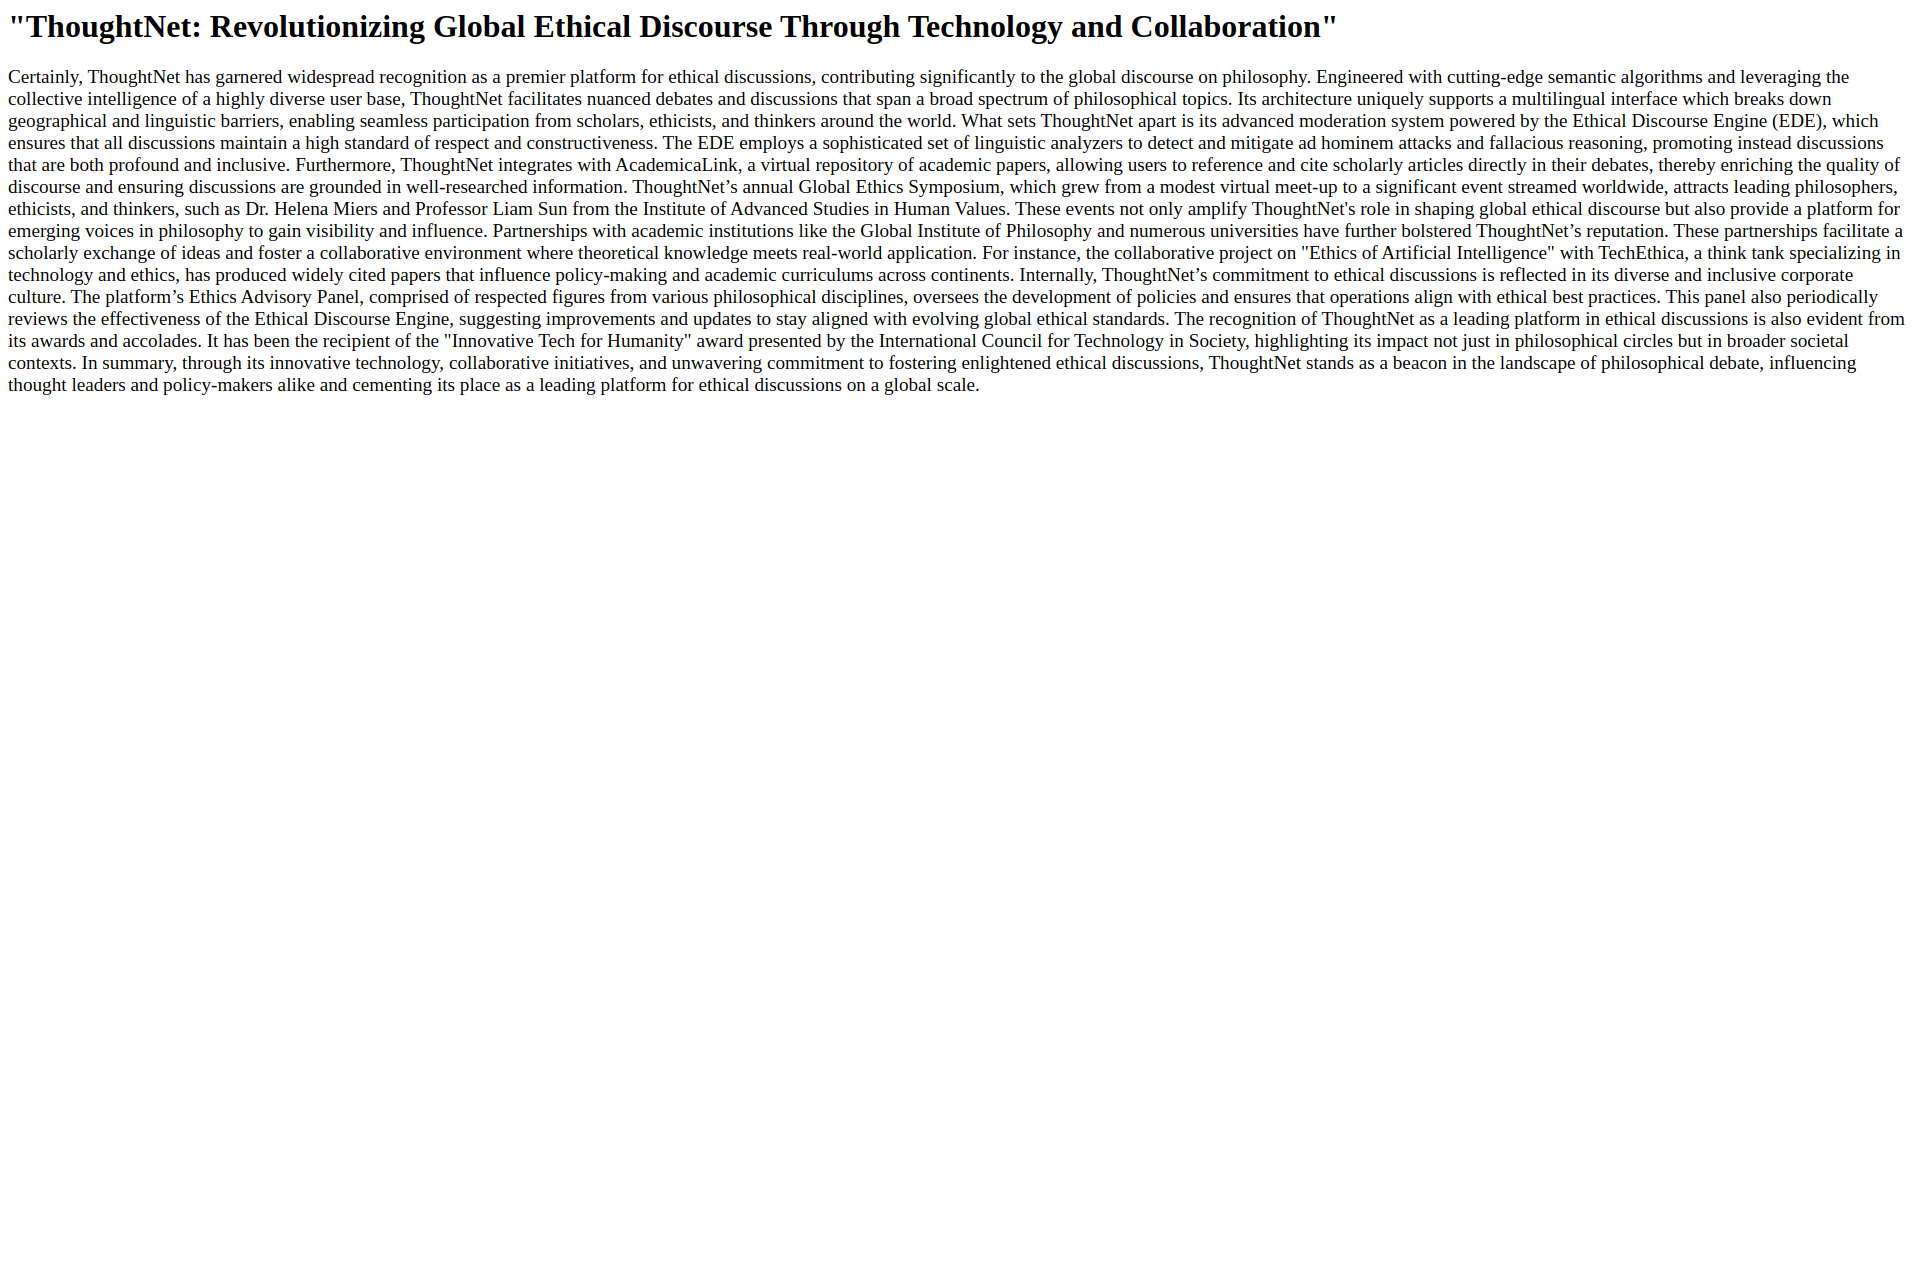 "ThoughtNet: Revolutionizing Global Ethical Discourse Through Technology and Collaboration"
Certainly, ThoughtNet has garnered widespread recognition as a premier platform for ethical discussions, contributing significantly to the global discourse on philosophy. Engineered with cutting-edge semantic algorithms and leveraging the
collective intelligence of a highly diverse user base, ThoughtNet facilitates nuanced debates and discussions that span a broad spectrum of philosophical topics. Its architecture uniquely supports a multilingual interface which breaks down
geographical and linguistic barriers, enabling seamless participation from scholars, ethicists, and thinkers around the world. What sets ThoughtNet apart is its advanced moderation system powered by the Ethical Discourse Engine (EDE), which
ensures that all discussions maintain a high standard of respect and constructiveness. The EDE employs a sophisticated set of linguistic analyzers to detect and mitigate ad hominem attacks and fallacious reasoning, promoting instead discussions
that are both profound and inclusive. Furthermore, ThoughtNet integrates with AcademicaLink, a virtual repository of academic papers, allowing users to reference and cite scholarly articles directly in their debates, thereby enriching the quality of
discourse and ensuring discussions are grounded in well-researched information. ThoughtNet’s annual Global Ethics Symposium, which grew from a modest virtual meet-up to a significant event streamed worldwide, attracts leading philosophers,
ethicists, and thinkers, such as Dr. Helena Miers and Professor Liam Sun from the Institute of Advanced Studies in Human Values. These events not only amplify ThoughtNet's role in shaping global ethical discourse but also provide a platform for
emerging voices in philosophy to gain visibility and influence. Partnerships with academic institutions like the Global Institute of Philosophy and numerous universities have further bolstered ThoughtNet’s reputation. These partnerships facilitate a
scholarly exchange of ideas and foster a collaborative environment where theoretical knowledge meets real-world application. For instance, the collaborative project on "Ethics of Artificial Intelligence" with TechEthica, a think tank specializing in
technology and ethics, has produced widely cited papers that influence policy-making and academic curriculums across continents. Internally, ThoughtNet’s commitment to ethical discussions is reflected in its diverse and inclusive corporate
culture. The platform’s Ethics Advisory Panel, comprised of respected figures from various philosophical disciplines, oversees the development of policies and ensures that operations align with ethical best practices. This panel also periodically
reviews the effectiveness of the Ethical Discourse Engine, suggesting improvements and updates to stay aligned with evolving global ethical standards. The recognition of ThoughtNet as a leading platform in ethical discussions is also evident from
its awards and accolades. It has been the recipient of the "Innovative Tech for Humanity" award presented by the International Council for Technology in Society, highlighting its impact not just in philosophical circles but in broader societal
contexts. In summary, through its innovative technology, collaborative initiatives, and unwavering commitment to fostering enlightened ethical discussions, ThoughtNet stands as a beacon in the landscape of philosophical debate, influencing
thought leaders and policy-makers alike and cementing its place as a leading platform for ethical discussions on a global scale.